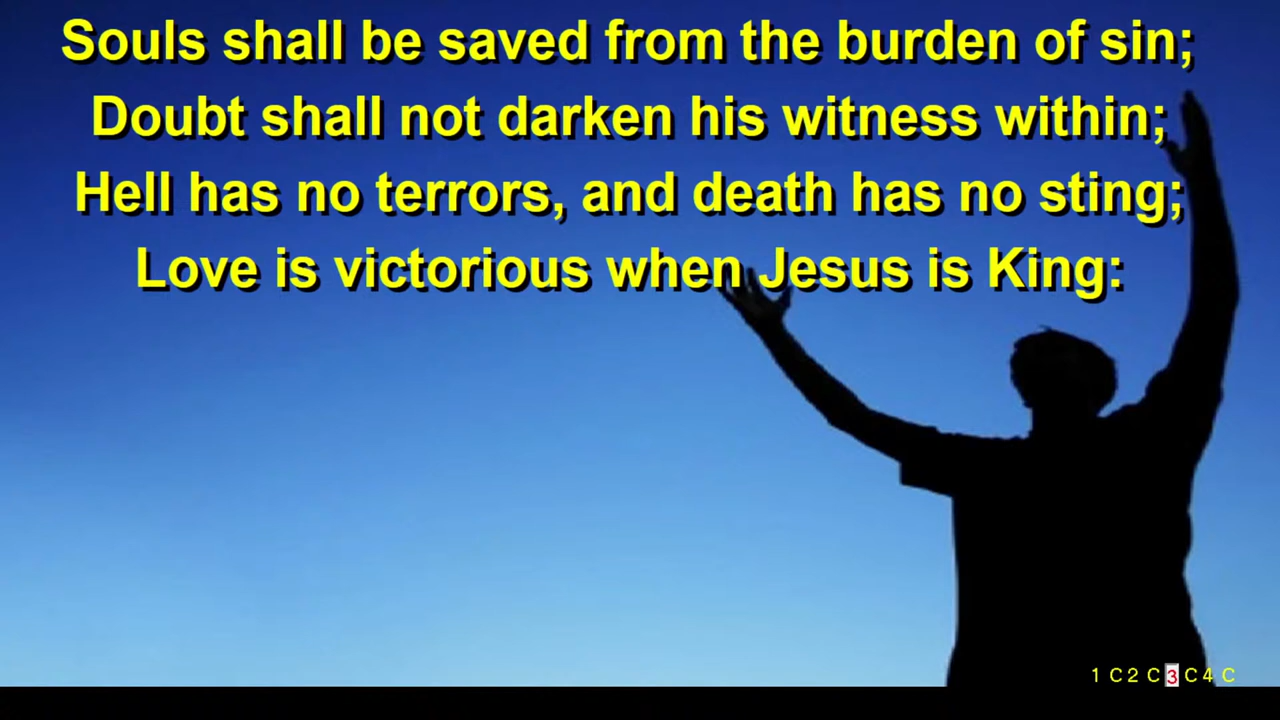 Souls shall be saved from the burden of sin;
Doubt shall not darken his witness within;
Hell has no terrors, and death has no sting;
Love is victorious when Jesus is King:
1 C 2 C 3 C 4 C